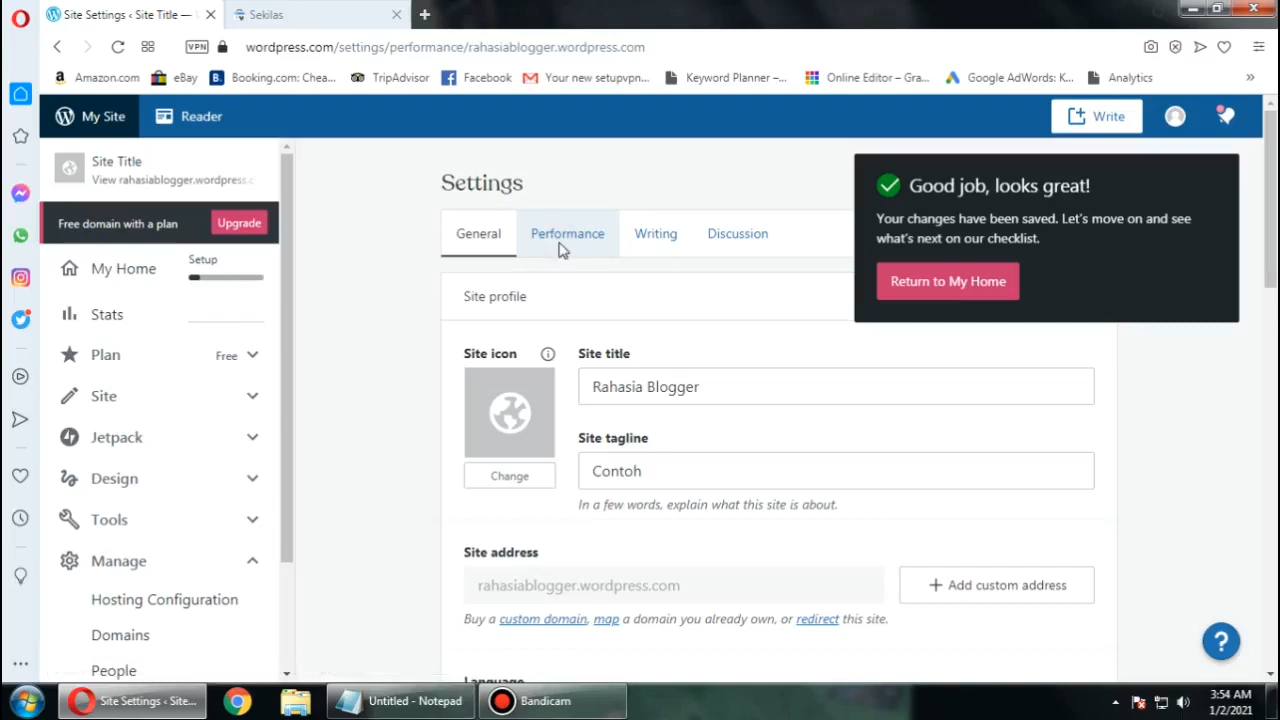 Site Settings ‹ Site Title —
Sekilas
VPN
wordpress.com/settings/performance/rahasiablogger.wordpress.com
Amazon.com
eBay
Booking.com: Chea...
TripAdvisor
Facebook
Your new setupvpn...
Keyword Planner –...
Online Editor – Gra...
Google AdWords: K...
Analytics
My Site
Reader
Write
Site Title
View rahasiablogger.wordpress.c
Free domain with a plan
Upgrade
My Home
Setup
Stats
Plan
Free
Site
Jetpack
Design
Tools
Manage
Hosting Configuration
Domains
People
Settings
General
Performance
Writing
Discussion
Good job, looks great!
Your changes have been saved. Let's move on and see
what's next on our checklist.
Return to My Home
Site profile
Site icon
Change
Site title
Rahasia Blogger
Site tagline
Contoh
In a few words, explain what this site is about.
Site address
rahasiablogger.wordpress.com
Add custom address
Buy a custom domain, map a domain you already own, or redirect this site.
Language
?
Site Settings ‹ Site...
Untitled - Notepad
Bandicam
3:54 AM
1/2/2021